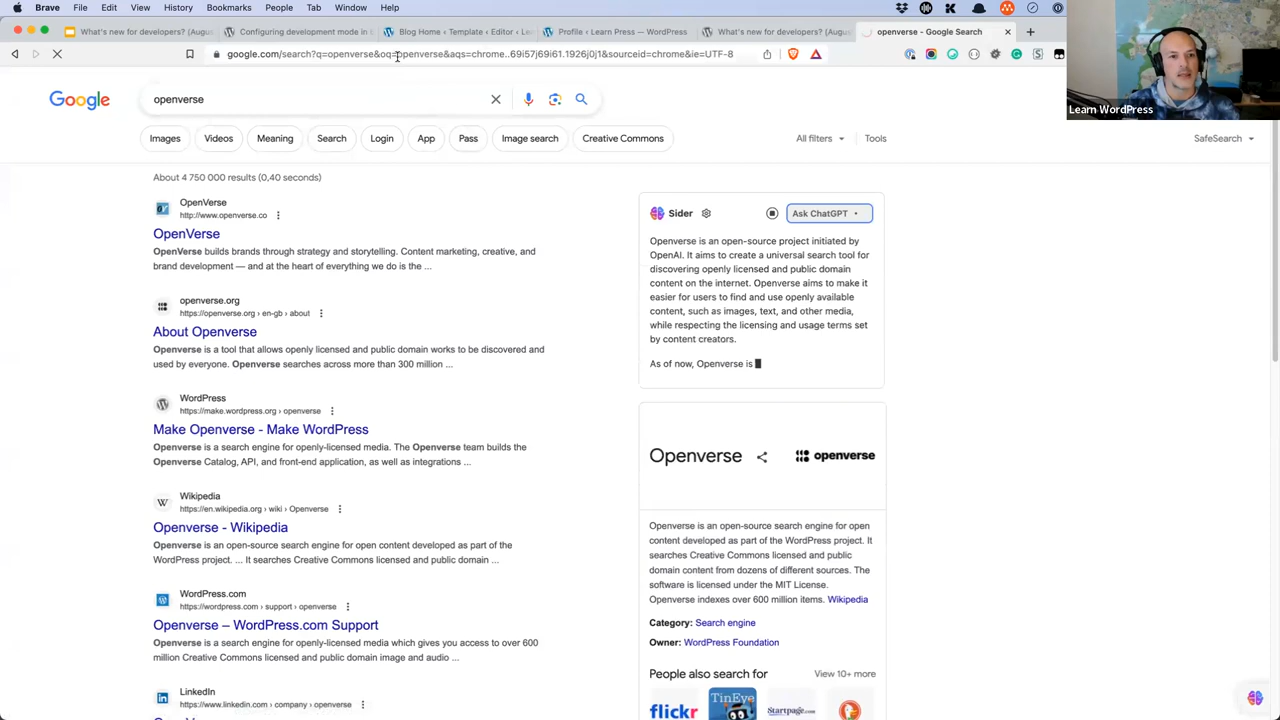 Brave File Edit View History Bookmarks Profiles Tab Window Help
What's new for developers? (Augus
Configuring development mode in t
Blog Home ‹ Template ‹ Editor ‹ Le
Profile ‹ Learn WordPress — WordPress
What's new for developers? (Augus
openverse - Google Search
google.com/search?q=openverse&oq=openverse&aqs=chrome..69i57j69i61.1926j0j1&sourceid=chrome&ie=UTF-8
Learn WordPress
Google
openverse
Images Videos Meaning Search Login App Pass Image search Creative Commons
All filters Tools
SafeSearch
About 4 750 000 results (0,40 seconds)
OpenVerse
http://www.openverse.co
OpenVerse
OpenVerse builds brands through strategy and storytelling. Content marketing, creative, and
brand development — and at the heart of everything we do is the ...
openverse.org
https://openverse.org › en-gb › about
About Openverse
Openverse is a tool that allows openly licensed and public domain works to be discovered and
used by everyone. Openverse searches across more than 300 million ...
WordPress
https://make.wordpress.org › openverse
Make Openverse - Make WordPress
Openverse is a search engine for openly-licensed media. The Openverse team builds the
Openverse Catalog, API, and front-end application, as well as integrations ...
Wikipedia
https://en.wikipedia.org › wiki › Openverse
Openverse - Wikipedia
Openverse is an open-source search engine for open content developed as part of the
WordPress project. ... It searches Creative Commons licensed and public domain ...
WordPress.com
https://wordpress.com › support › openverse
Openverse – WordPress.com Support
Openverse is a search engine for openly-licensed media which gives you access to over 600
million Creative Commons licensed and public domain image and audio ...
LinkedIn
https://www.linkedin.com › company › openverse
Sider
Ask ChatGPT
Openverse is an open-source project initiated by
OpenAI. It aims to create a universal search tool for
discovering openly licensed and public domain
content on the internet. Openverse aims to make it
easier for users to find and use openly available
content, such as images, text, and other media,
while respecting the licensing and usage terms set
by content creators.
As of now, Openverse is
Openverse
openverse
Openverse is an open-source search engine for open
content developed as part of the WordPress project. It
searches Creative Commons licensed and public
domain content from dozens of different sources. The
software is licensed under the MIT License.
Openverse indexes over 600 million items. Wikipedia
Category: Search engine
Owner: WordPress Foundation
People also search for
View 10+ more
flickr
TinEye
Startpage.com